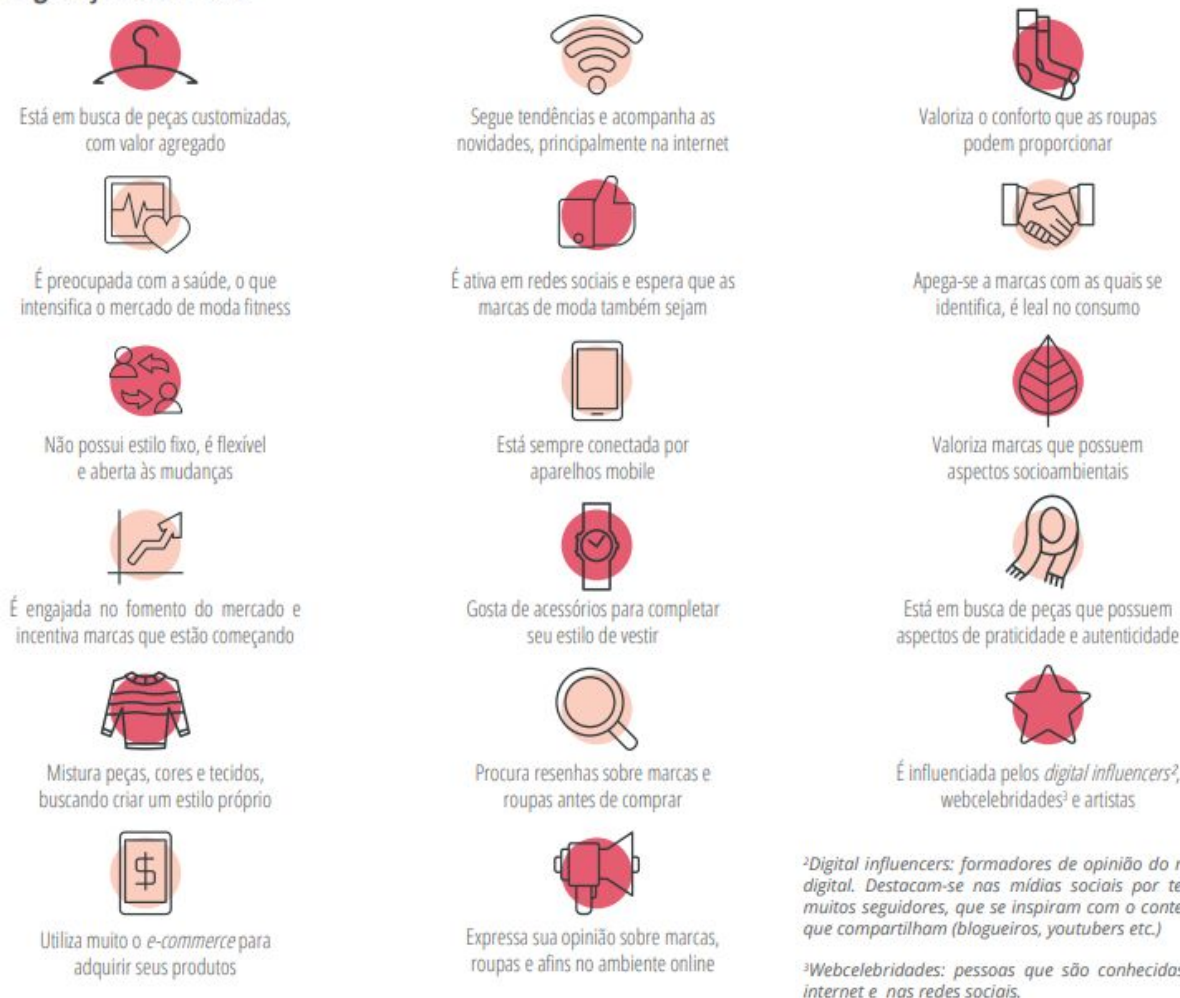 Está em busca de peças customizadas,
com valor agregado
Segue tendências e acompanha as
novidades, principalmente na internet
Valoriza o conforto que as roupas
podem proporcionar
É preocupada com a saúde, o que
intensifica o mercado de moda fitness
É ativa em redes sociais e espera que as
marcas de moda também sejam
Apega-se a marcas com as quais se
identifica, é leal no consumo
Não possui estilo fixo, é flexível
e aberta às mudanças
Está sempre conectada por
aparelhos mobile
Valoriza marcas que possuem
aspectos socioambientais
É engajada no fomento do mercado e
incentiva marcas que estão começando
Gosta de acessórios para completar
seu estilo de vestir
Está em busca de peças que possuem
aspectos de praticidade e autenticidade
Mistura peças, cores e tecidos,
buscando criar um estilo próprio
Procura resenhas sobre marcas e
roupas antes de comprar
É influenciada pelos digital influencers²,
webcelebridades³ e artistas
$
Utiliza muito o e-commerce para
adquirir seus produtos
Expressa sua opinião sobre marcas,
roupas e afins no ambiente online
²Digital influencers: formadores de opinião do
digital. Destacam-se nas mídias sociais por
muitos seguidores, que se inspiram com o
que compartilham (blogueiros, youtubers etc.)
³Webcelebridades: pessoas que são conhecidas
internet e nas redes sociais.